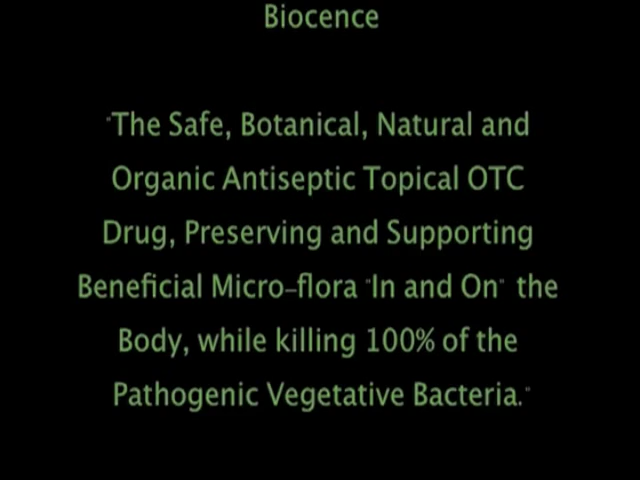 Biocence
"The Safe, Botanical, Natural and
Organic Antiseptic Topical OTC
Drug, Preserving and Supporting
Beneficial Micro-flora "In and On" the
Body, while killing 100% of the
Pathogenic Vegetative Bacteria."